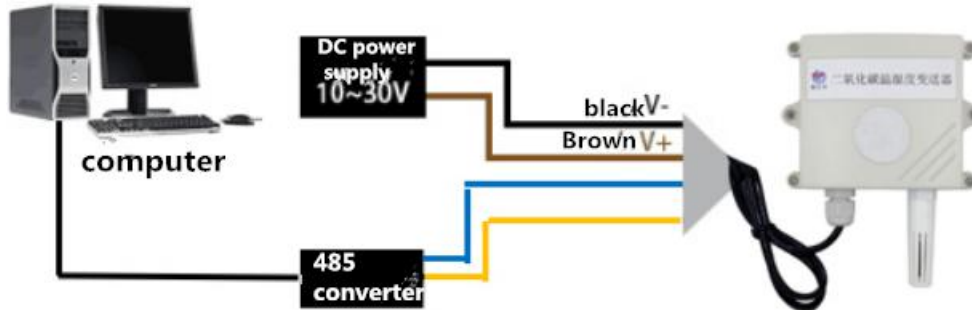 DC power
supply
10~30V
blackV-
Brown V+
computer
485
converter
二氧化碳温湿度变送器